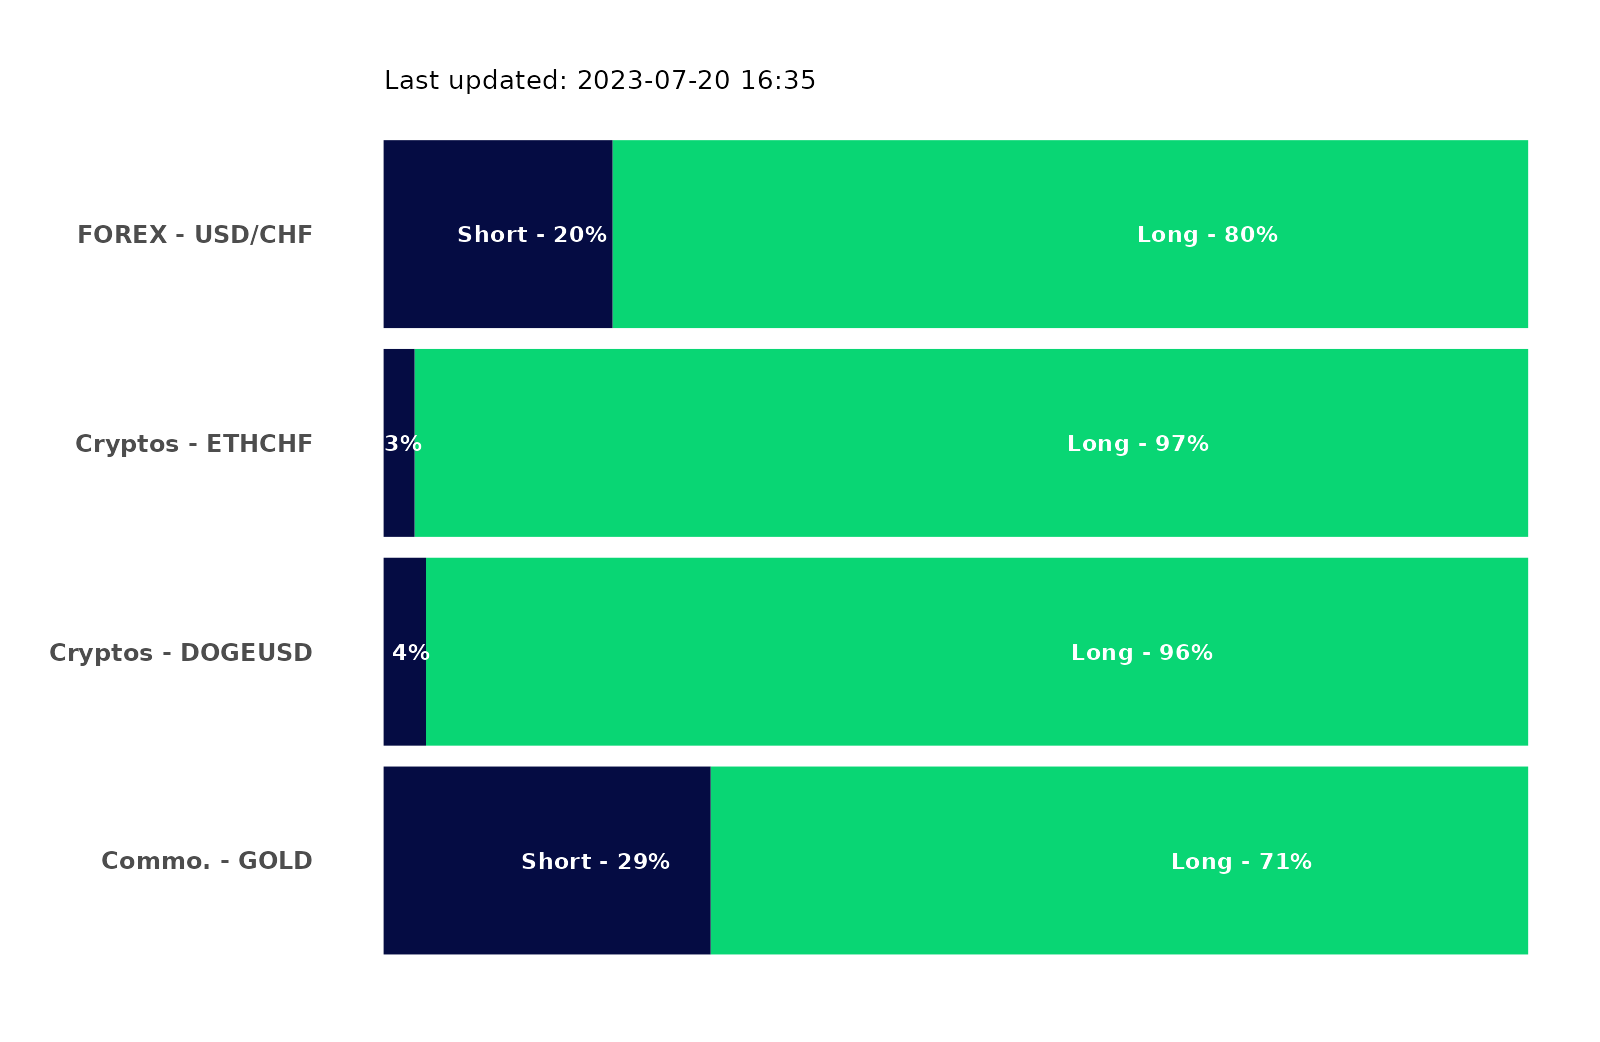 Last updated: 2023-07-20 16:35
FOREX - USD/CHF Short - 20% Long - 80%
Cryptos - ETHCHF 3% Long - 97%
Cryptos - DOGEUSD 4% Long - 96%
Commo. - GOLD Short - 29% Long - 71%